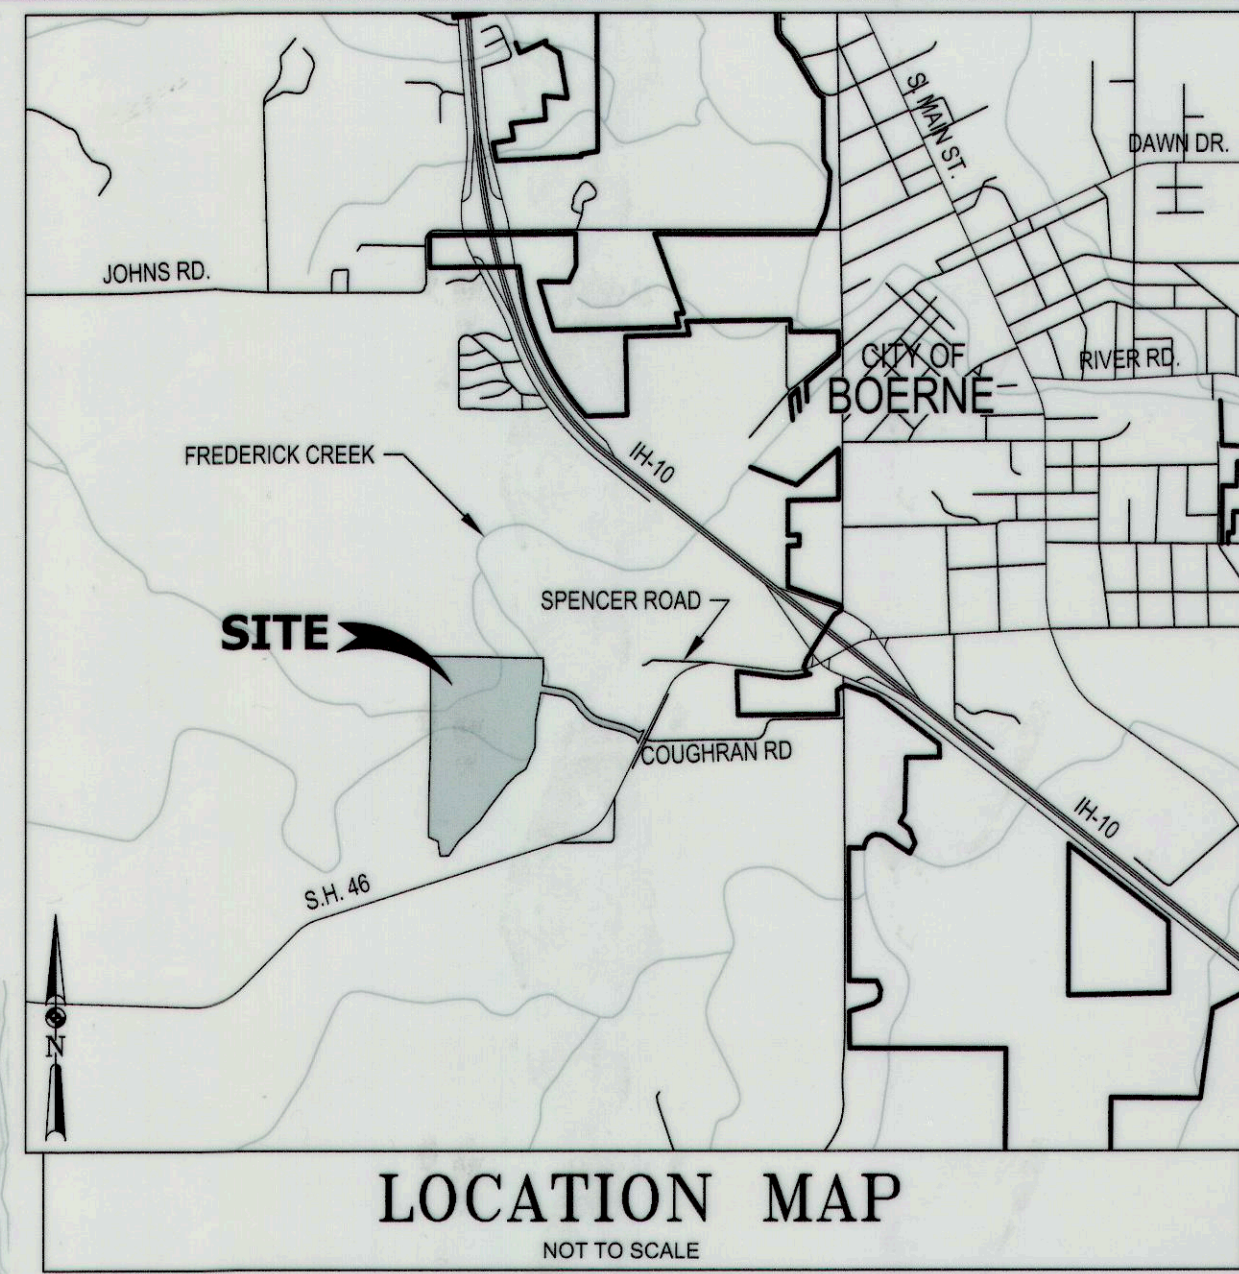 S. MAIN ST.
DAWN DR.
JOHNS RD.
CITY OF
BOERNE
RIVER RD.
FREDERICK CREEK
IH-10
SPENCER ROAD
SITE
COUGHRAN RD
IH-10
S.H. 46
N
LOCATION MAP
NOT TO SCALE